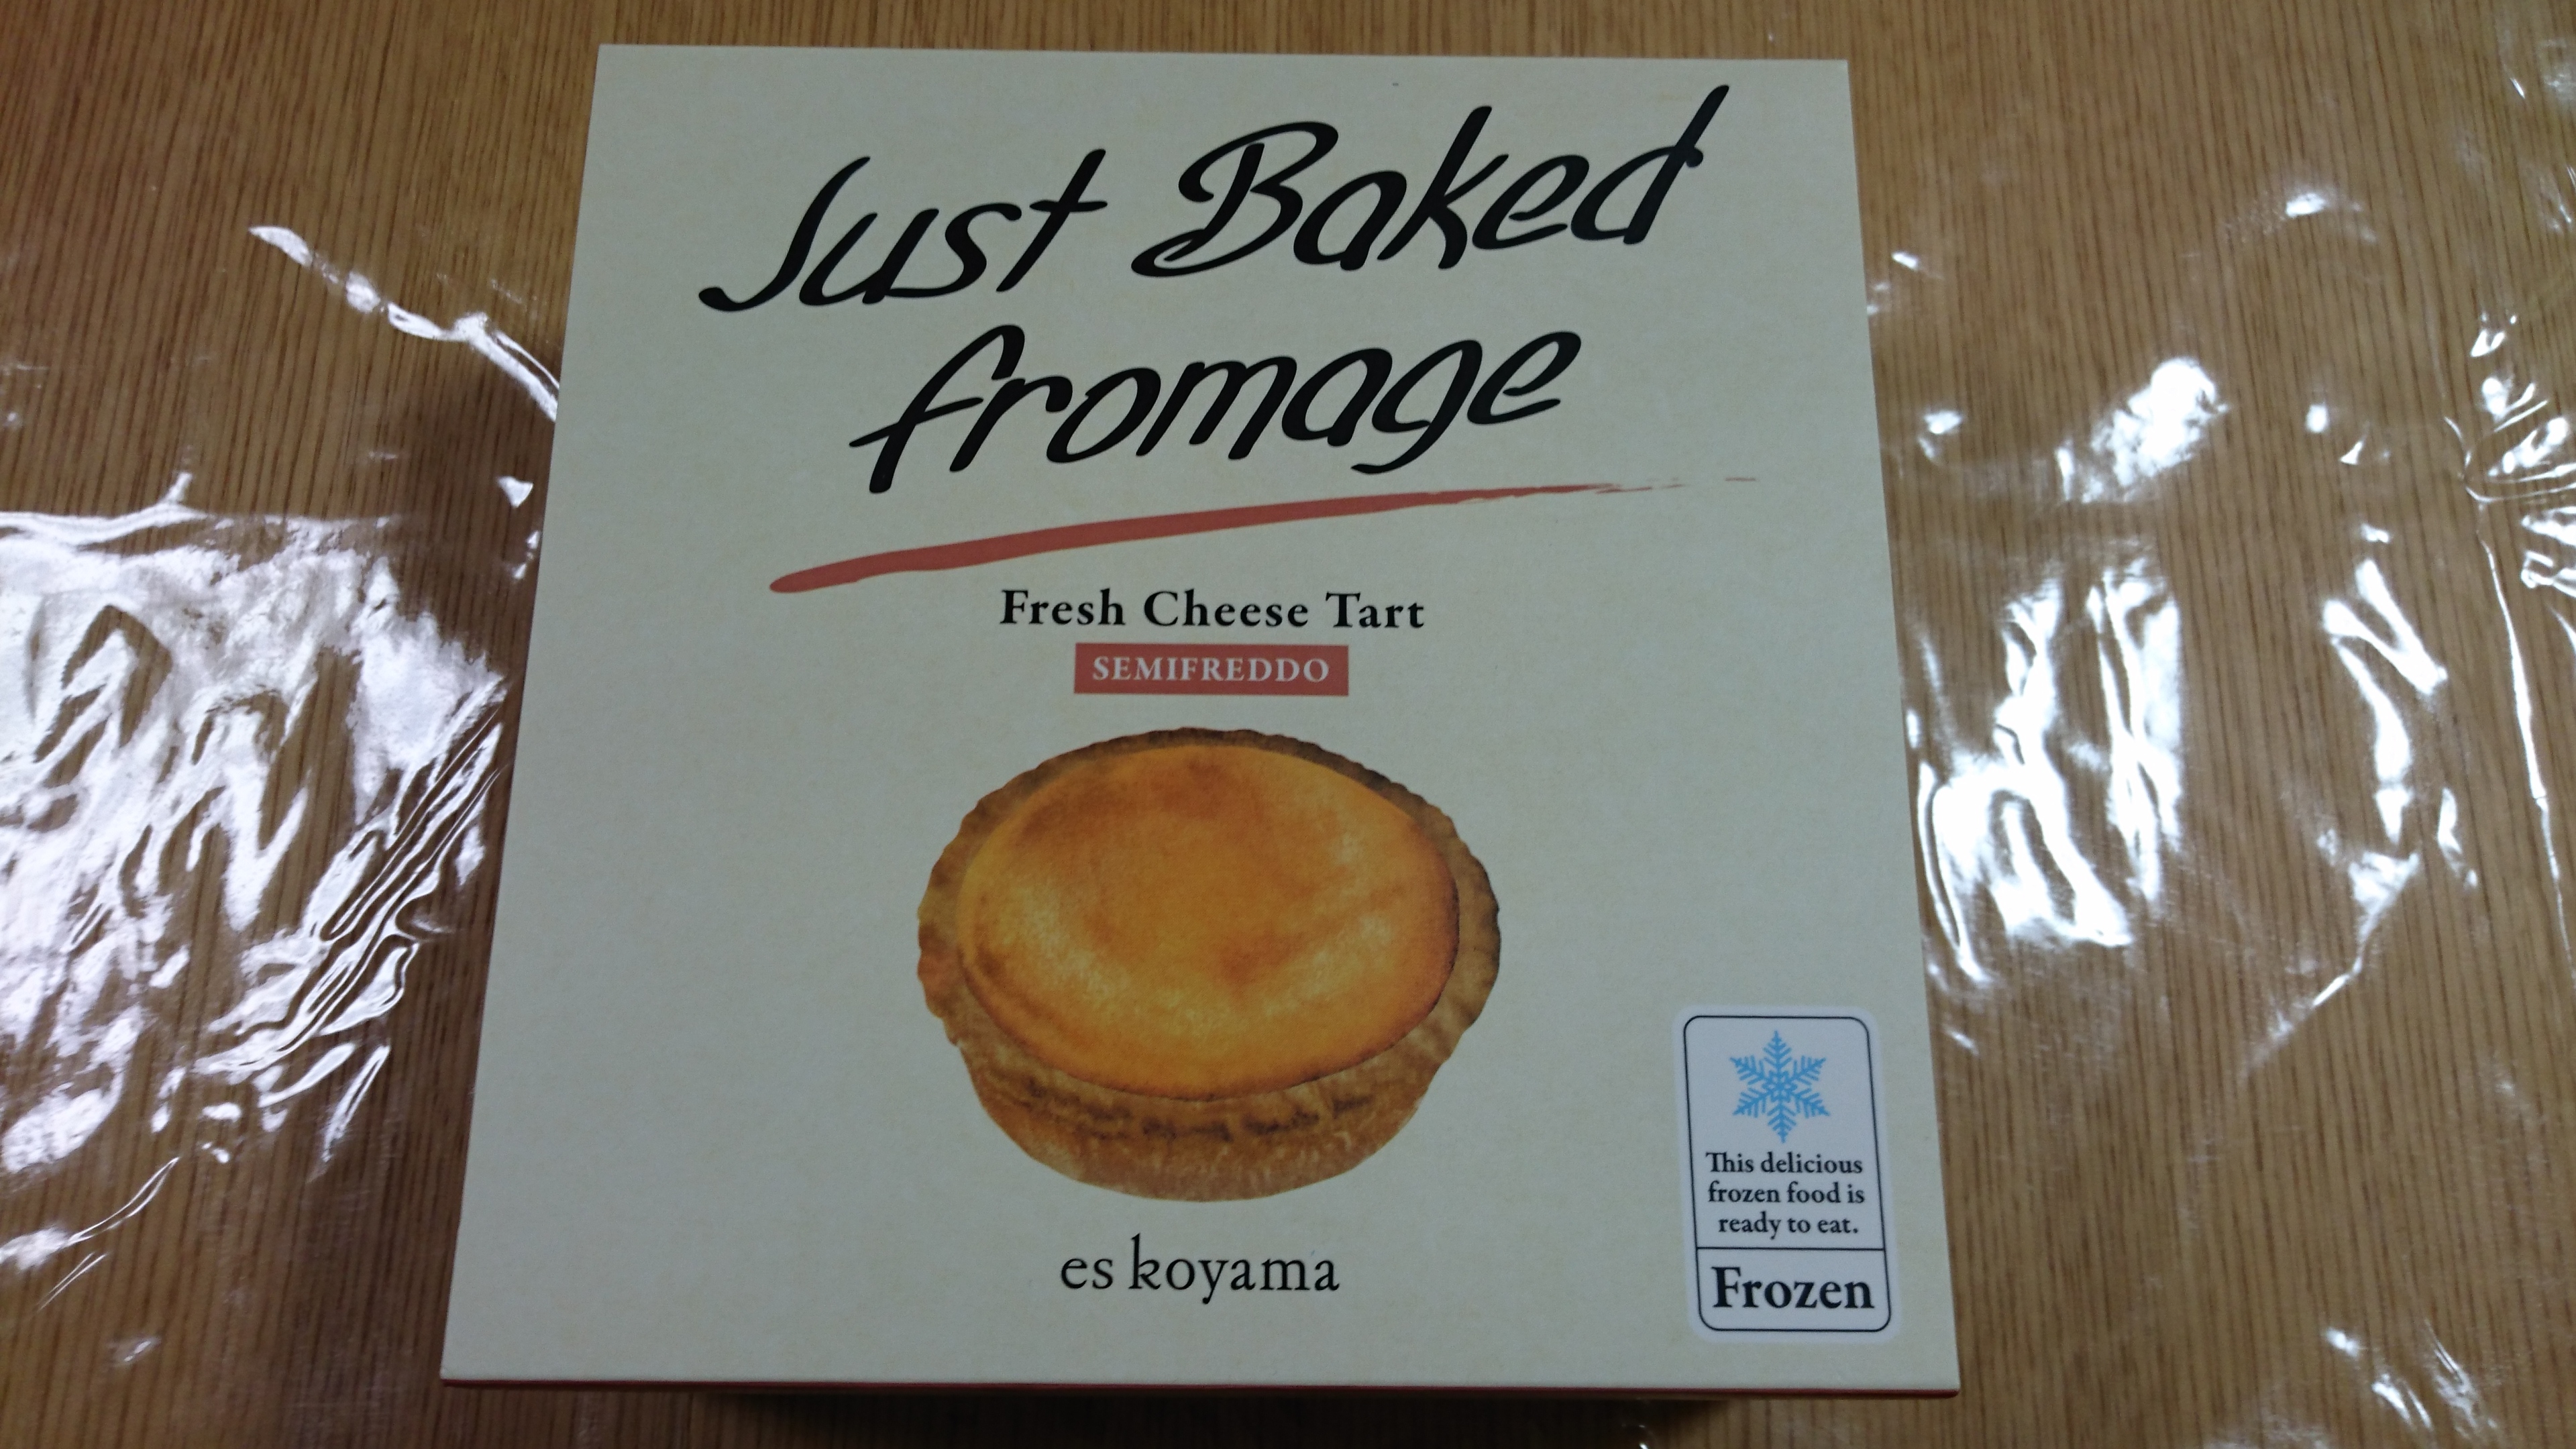 Just Baked
fromage
Fresh Cheese Tart
SEMIFREDDO
es koyama
This delicious
frozen food is
ready to eat.
Frozen